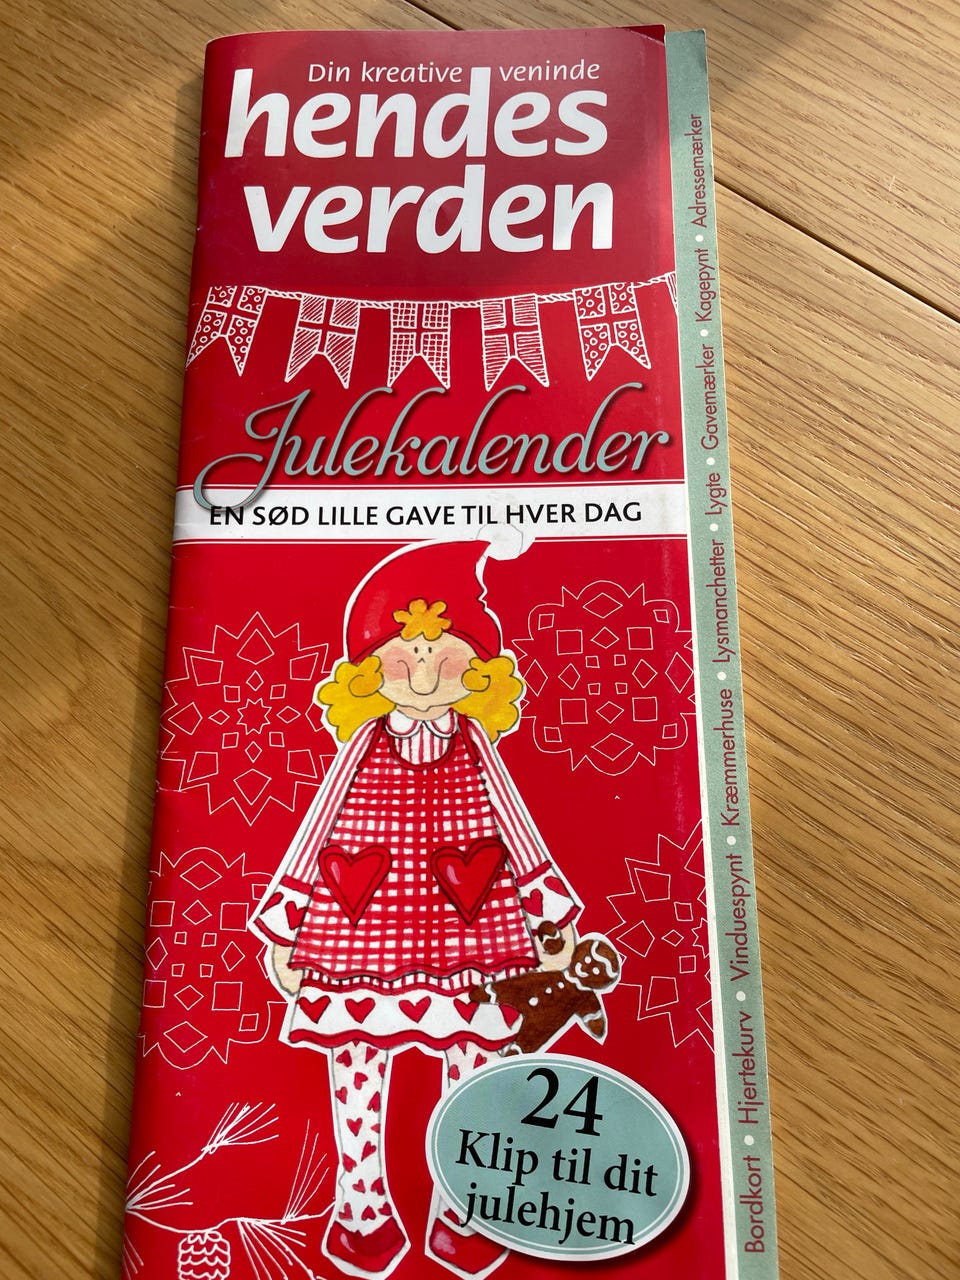 Din kreative veninde
hendes
verden
Julekalender
EN SØD LILLE GAVE TIL HVER DAG
24
Klip til dit
julehjem
Bordkort • Hjertekurv • Vinduespynt • Kræmmerhuse • Lysmanchetter • Lygte • Gavemærker • Kagepynt • Adressemærker